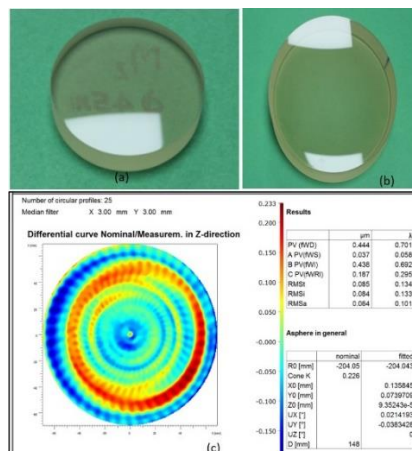 (a)
(b)
Number of circular profiles: 25
Median filter X 3.00 mm Y 3.00 mm
Differential curve Nominal/Measurem. in Z-direction
0.233
0.200
0.150
0.100
0.050
0.000
-0.050
-0.100
-0.150
Results
µm
PV (fWD) 0.444 0.701
A PV(fWS) 0.037 0.058
B PV(fWI) 0.438 0.692
C PV(fWRI) 0.187 0.295
RMSt 0.085 0.134
RMSi 0.084 0.133
RMSa 0.064 0.101
Asphere in general
nominal fitted
R0 [mm] -204.05 -204.043
Cone K 0.226
X0 [mm] 0.135845
Y0 [mm] 0.0739709
Z0 [mm] 9.35243e-5
UX [°] 0.0214193
UY [°] -0.0383428
UZ [°] 0
D [mm] 148
(c)